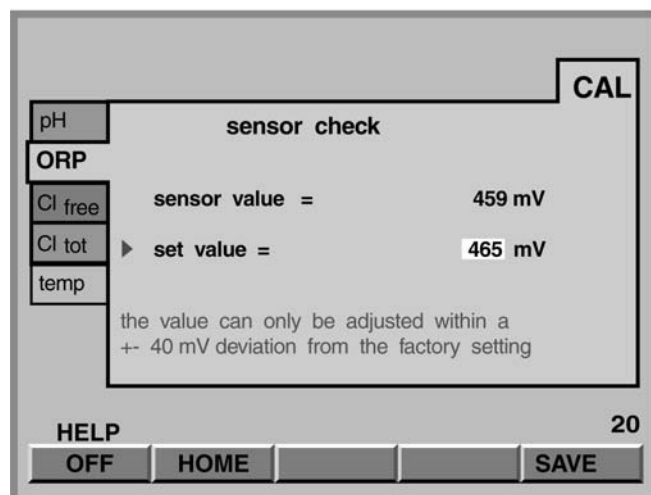 CAL
pH
sensor check
ORP
Cl free
sensor value = 459 mV
Cl tot
set value = 465 mV
temp
the value can only be adjusted within a
+- 40 mV deviation from the factory setting
20
HELP
OFF HOME SAVE